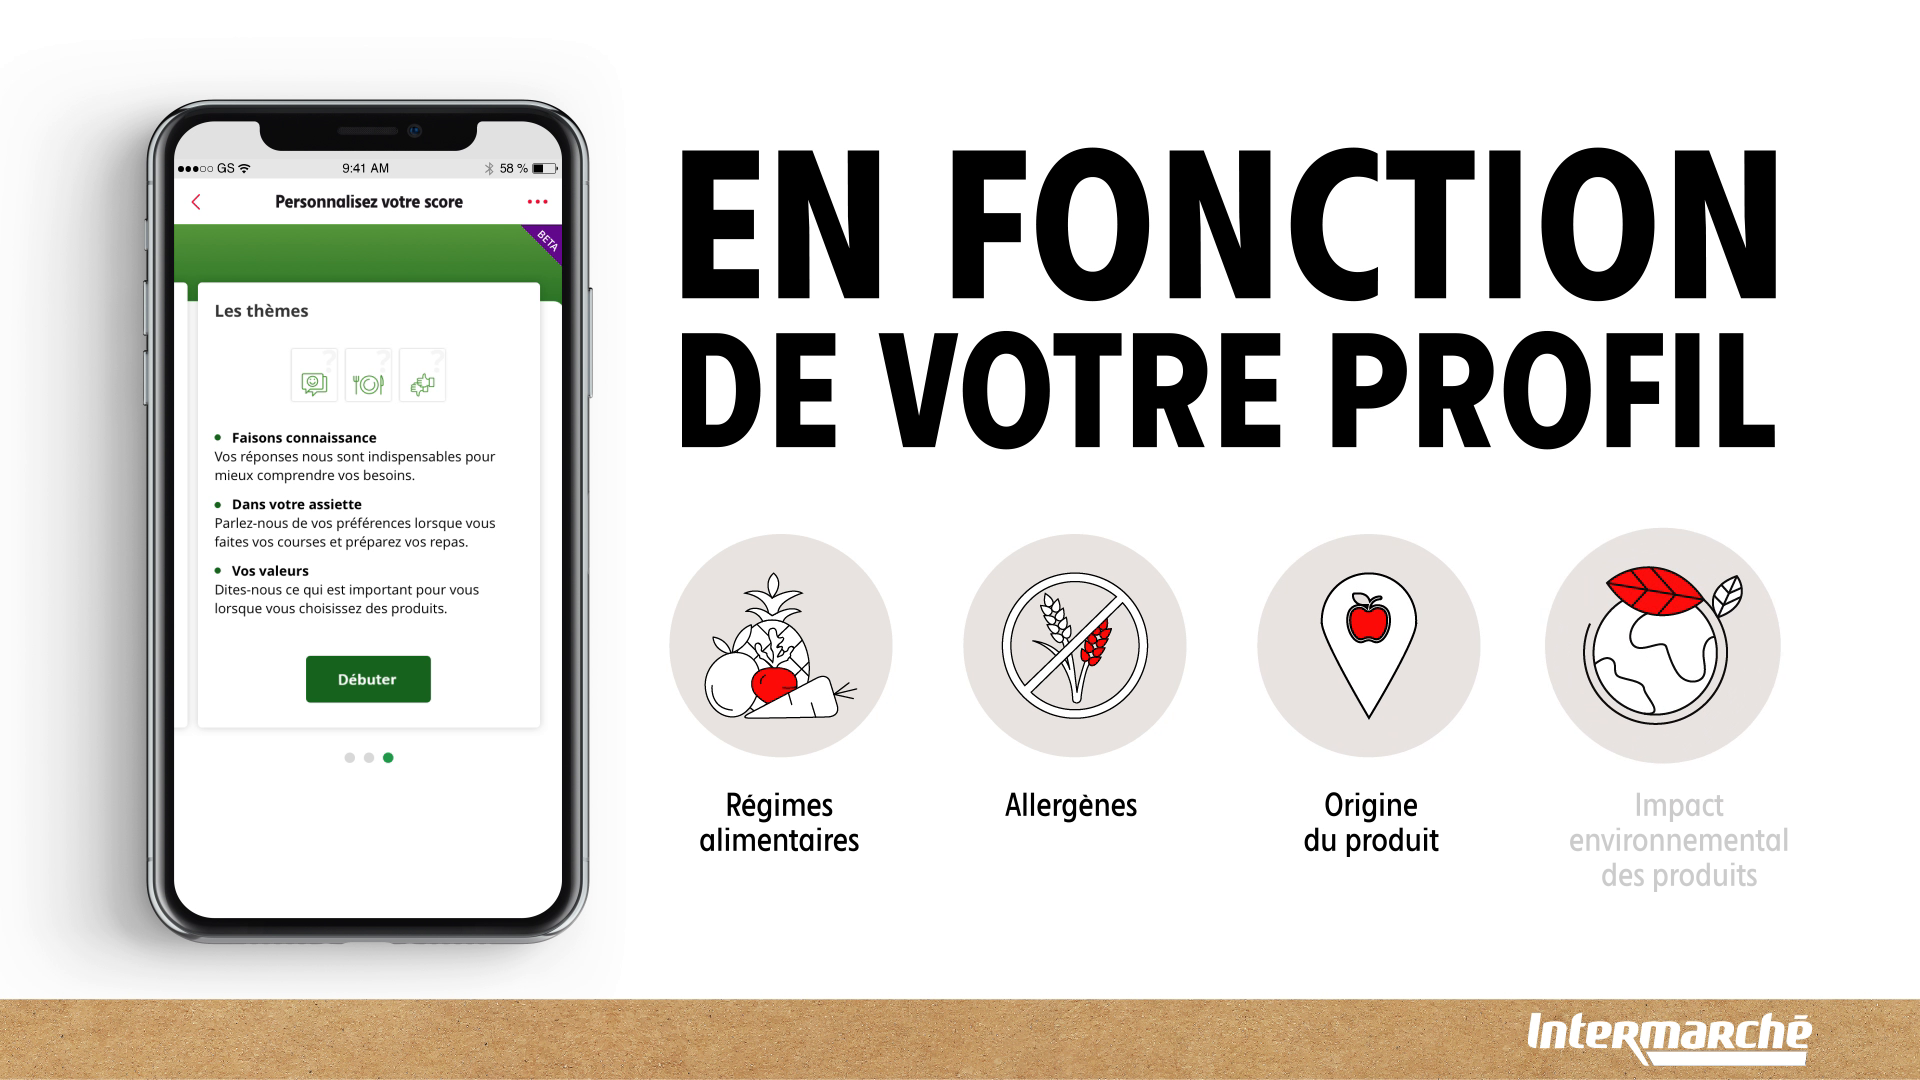 GS
9:41 AM
58 %
Personnalisez votre score
BETA
Les thèmes
? ? ?
Faisons connaissance
Vos réponses nous sont indispensables pour
mieux comprendre vos besoins.
Dans votre assiette
Parlez-nous de vos préférences lorsque vous
faites vos courses et préparez vos repas.
Vos valeurs
Dites-nous ce qui est important pour vous
lorsque vous choisissez des produits.
Débuter
EN FONCTION
DE VOTRE PROFIL
Régimes
alimentaires
Allergènes
Origine
du produit
Impact
environnemental
des produits
Intermarché